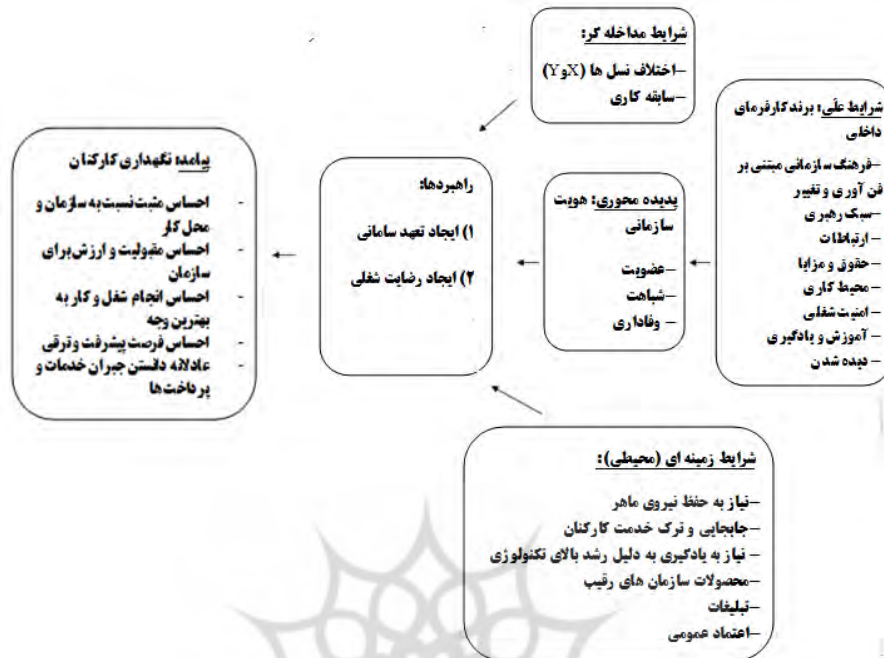 شرایط مداخله گر:
–اختلاف نسل ها (XوY)
–سابقه کاری
شرایط علّی: برند کارفرمای
داخلی
–فرهنگ سازمانی مبتنی بر
فن آوری و تغییر
–سبک رهبری
– ارتباطات
– حقوق و مزایا
– محیط کاری
– امنیت شغلی
– آموزش و یادگیری
– دیده شدن
پدیده محوری: هویت
سازمانی
– عضویت
– شباهت
– وفاداری
راهبردها:
۱) ایجاد تعهد سامانی
۲) ایجاد رضایت شغلی
پیامد: نگهداری کارکنان
- احساس مثبت نسبت به سازمان و
محل کار
- احساس مقبولیت و ارزش برای
سازمان
- احساس انجام شغل و کار به
بهترین وجه
- احساس فرصت پیشرفت و ترقی
- عادلانه دانستن جبران خدمات و
پرداخت‌ها
شرایط زمینه ای (محیطی):
–نیاز به حفظ نیروی ماهر
–جابجایی و ترک خدمت کارکنان
– نیاز به یادگیری به دلیل رشد بالای تکنولوژی
–محصولات سازمان های رقیب
–تبلیغات
–اعتماد عمومی